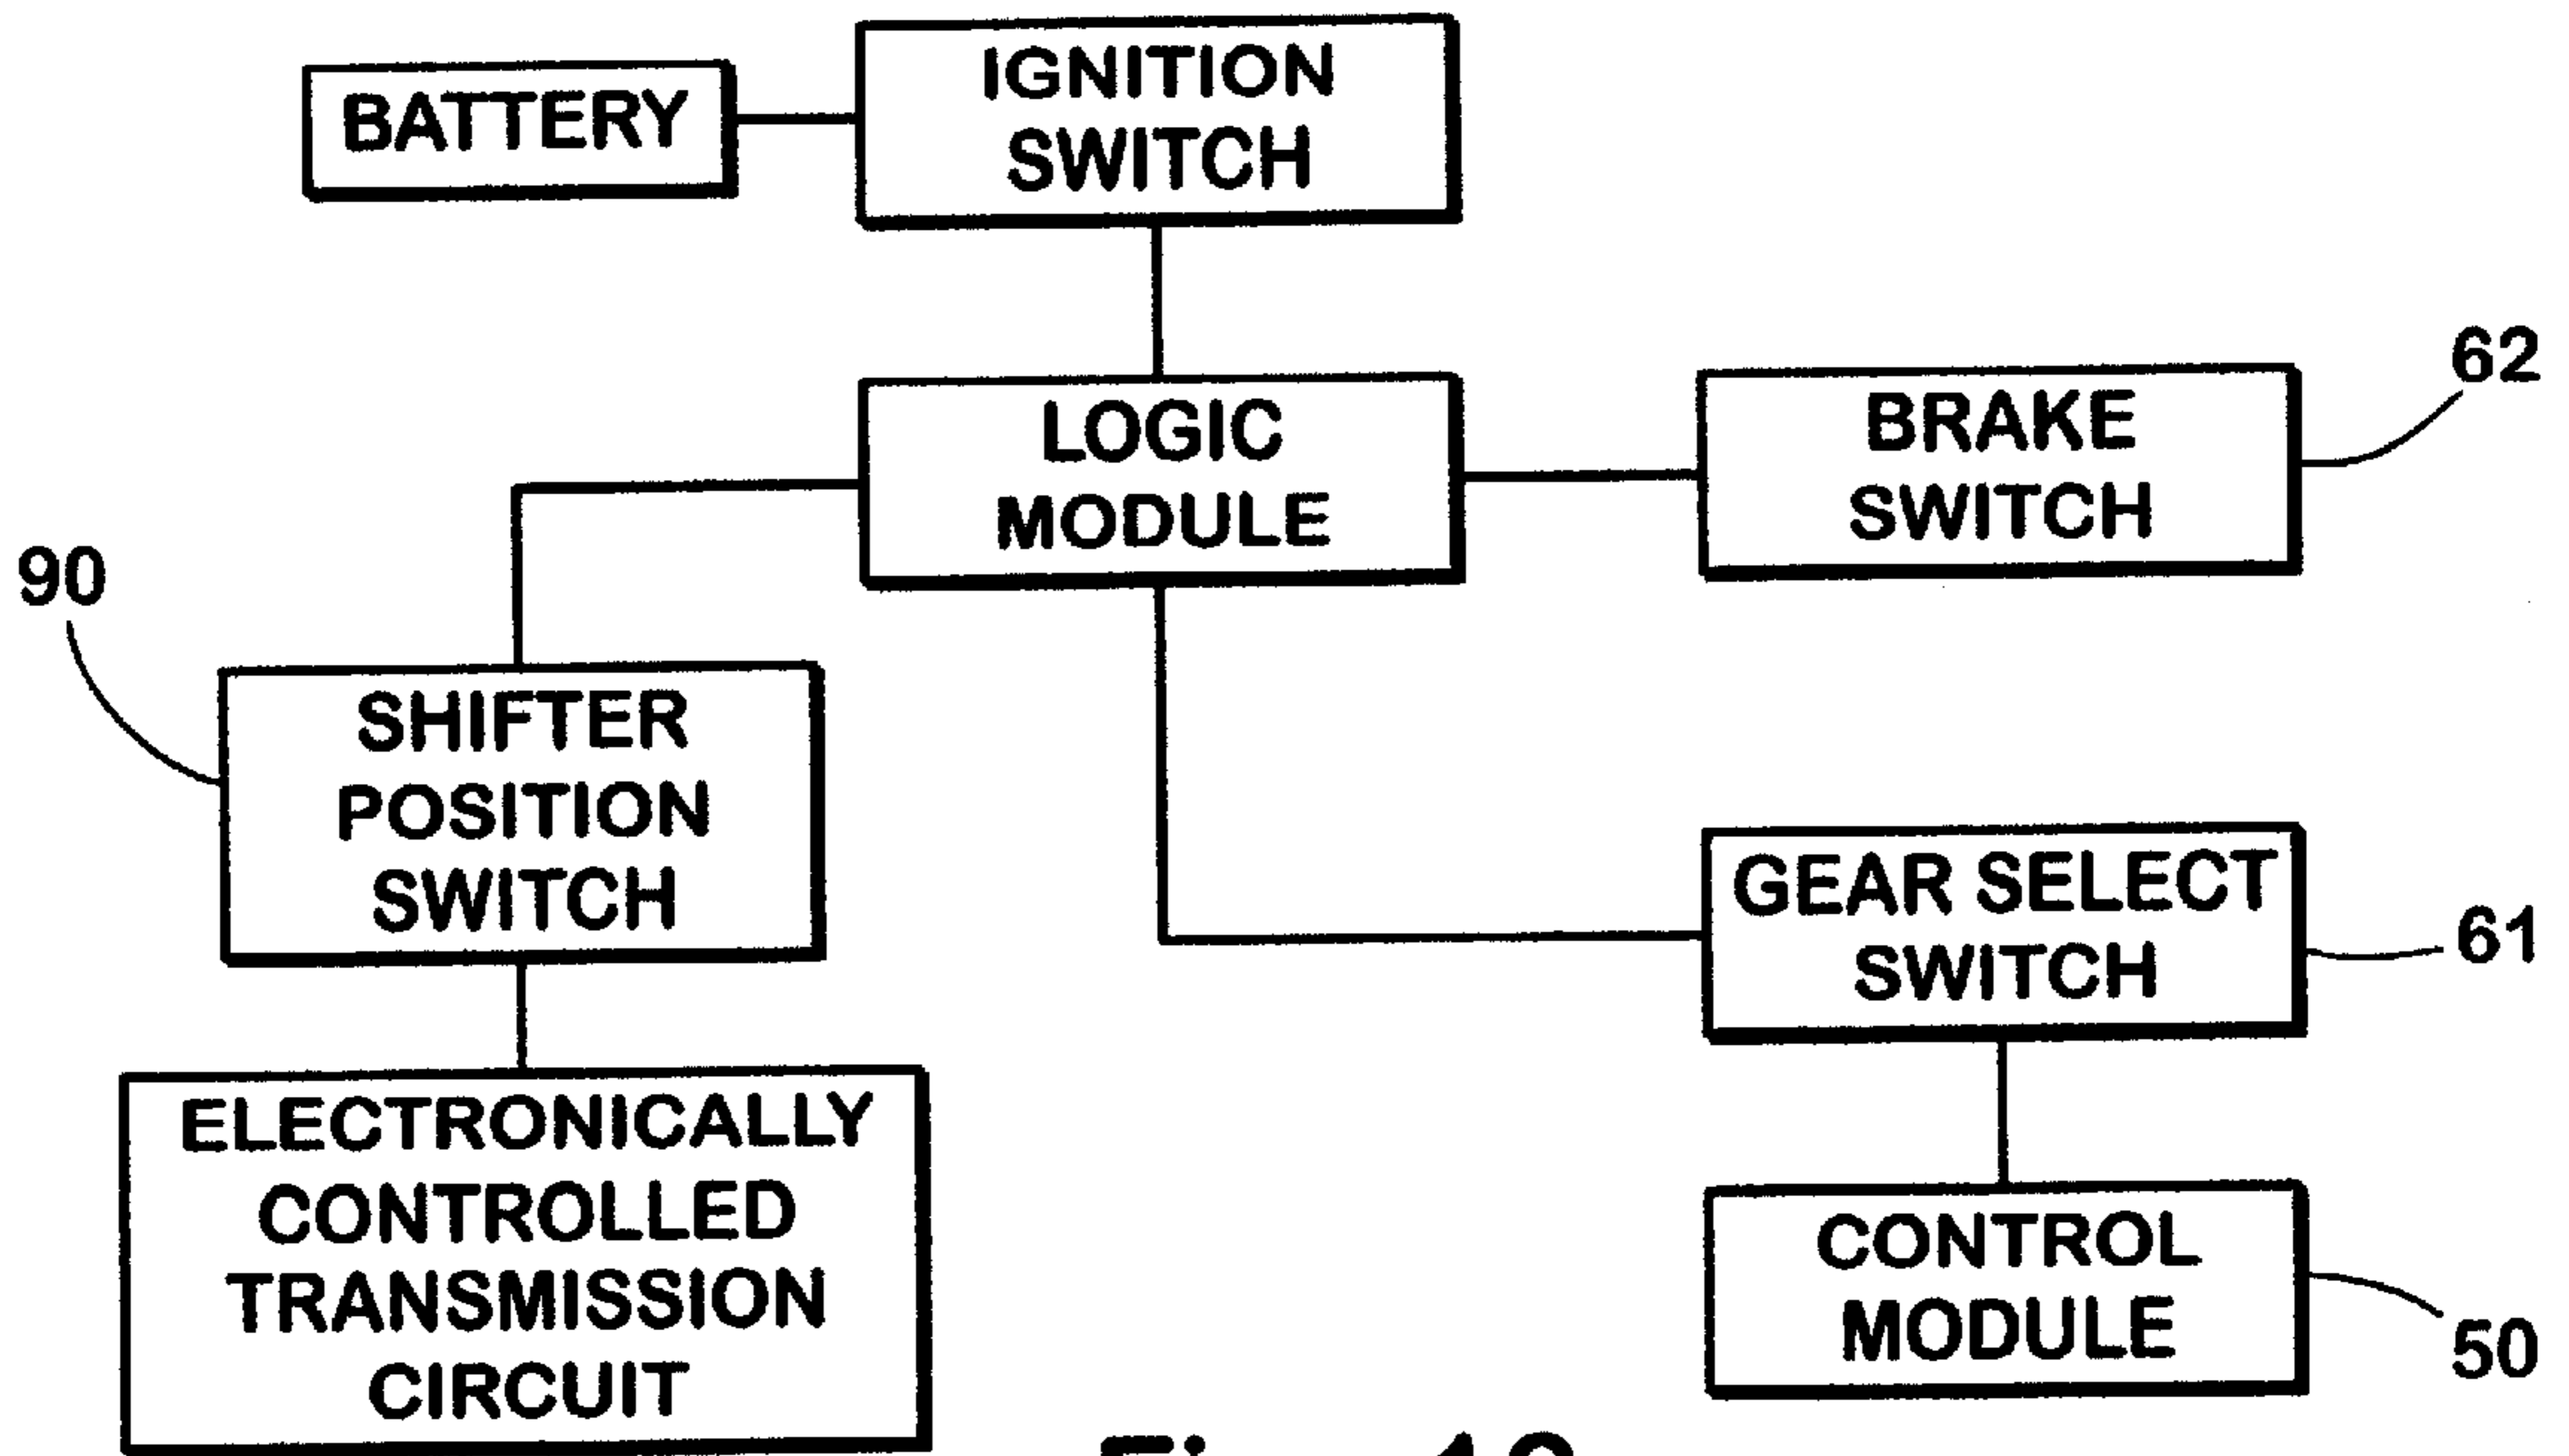 BATTERY
IGNITION
SWITCH
LOGIC
MODULE
BRAKE
SWITCH
62
90
SHIFTER
POSITION
SWITCH
GEAR SELECT
SWITCH
61
ELECTRONICALLY
CONTROLLED
TRANSMISSION
CIRCUIT
CONTROL
MODULE
50